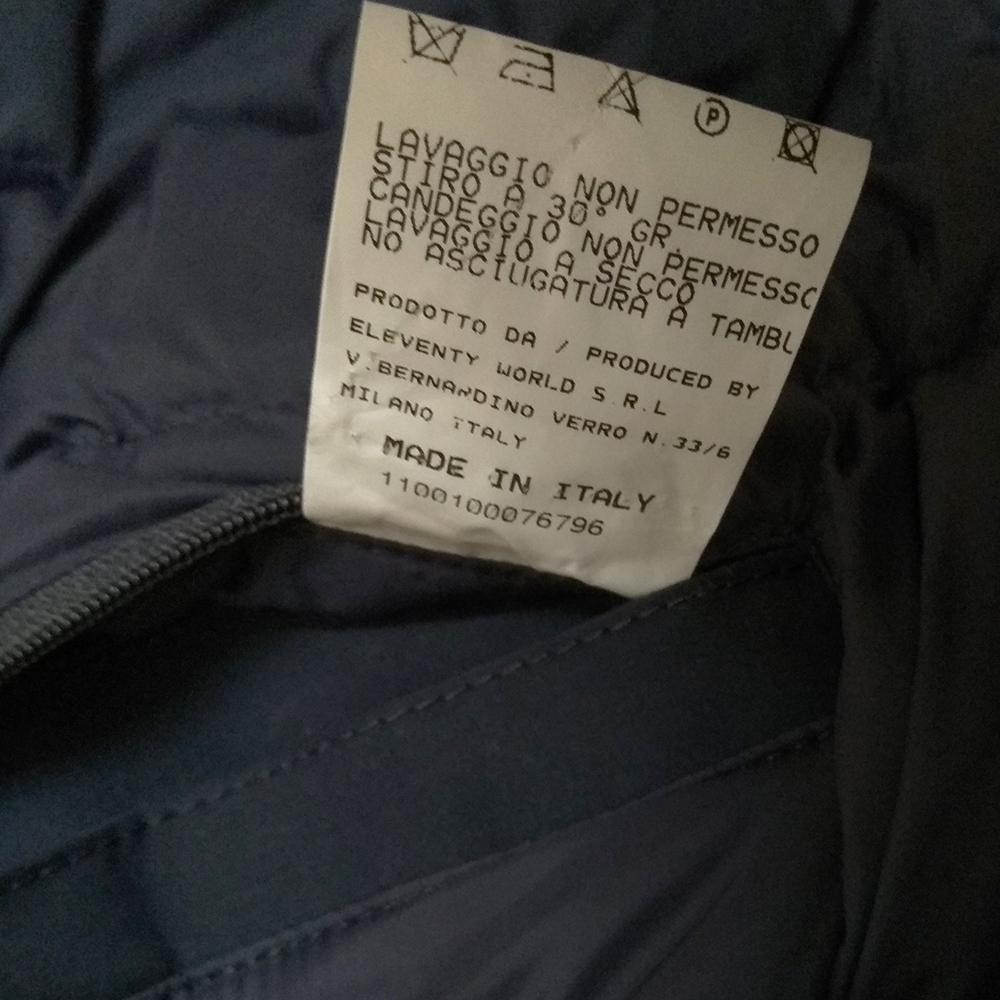 P
LAVAGGIO NON PERMESSO
STIRO A 30° GR.
CANDEGGIO NON PERMESSO
LAVAGGIO A SECCO
NO ASCIUGATURA A TAMBU
PRODOTTO DA / PRODUCED BY
ELEVENTY WORLD S.R.L
V.BERNARDINO VERRO N.33/6
MILANO ITALY
MADE IN ITALY
1100100076796